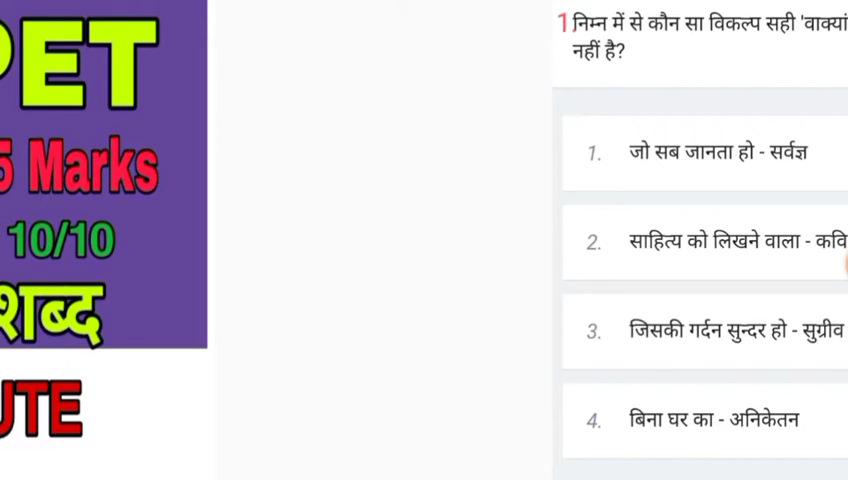 PET
5 Marks
10/10
शब्द
UTE
1 निम्न में से कौन सा विकल्प सही 'वाक्यां
नहीं है?
1. जो सब जानता हो - सर्वज्ञ
2. साहित्य को लिखने वाला - कवि
3. जिसकी गर्दन सुन्दर हो - सुग्रीव
4. बिना घर का - अनिकेतन